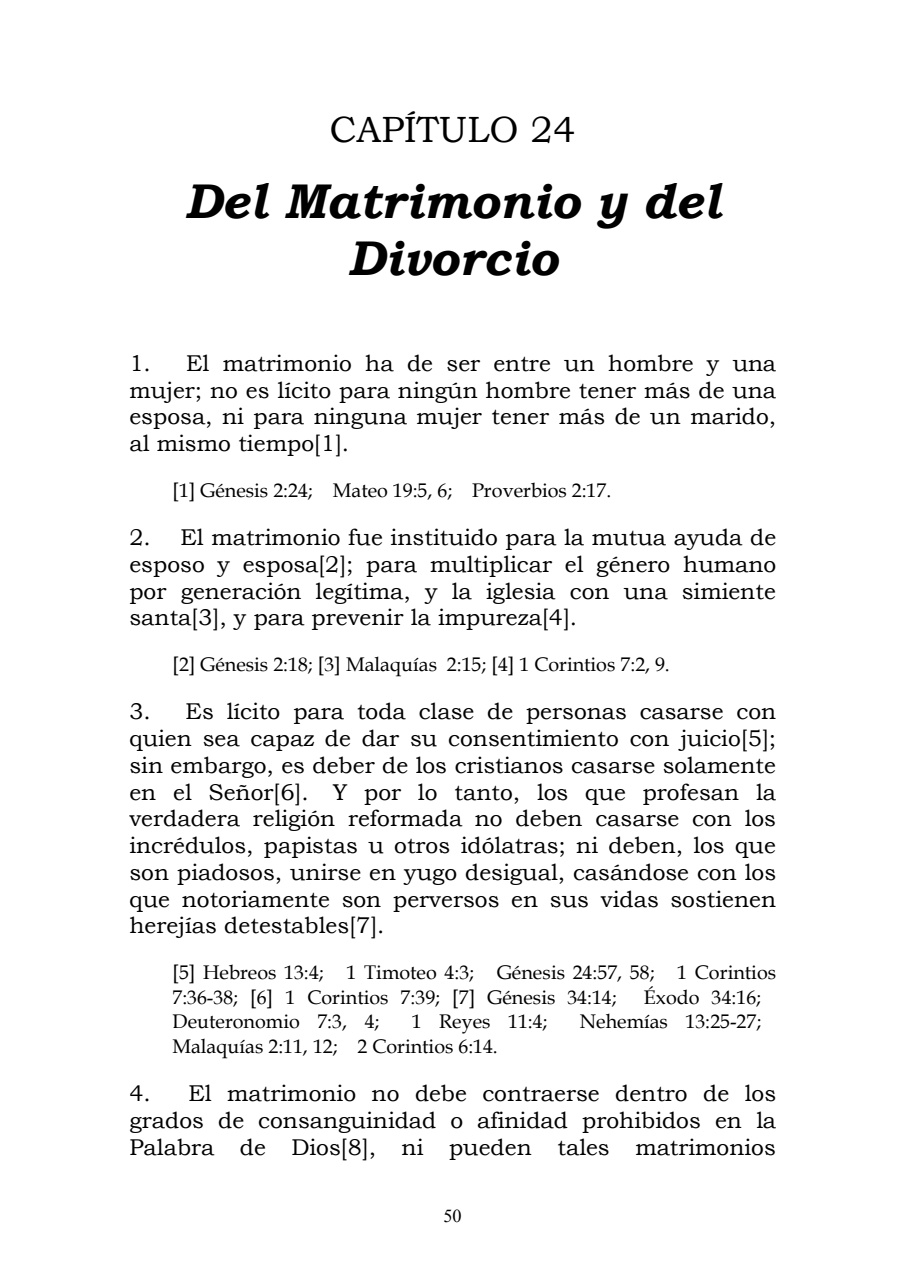 CAPÍTULO 24
Del Matrimonio y del
Divorcio
1. El matrimonio ha de ser entre un hombre y una
mujer; no es lícito para ningún hombre tener más de una
esposa, ni para ninguna mujer tener más de un marido,
al mismo tiempo[1].
[1] Génesis 2:24; Mateo 19:5, 6; Proverbios 2:17.
2. El matrimonio fue instituido para la mutua ayuda de
esposo y esposa[2]; para multiplicar el género humano
por generación legítima, y la iglesia con una simiente
santa[3], y para prevenir la impureza[4].
[2] Génesis 2:18; [3] Malaquías 2:15; [4] 1 Corintios 7:2, 9.
3. Es lícito para toda clase de personas casarse con
quien sea capaz de dar su consentimiento con juicio[5];
sin embargo, es deber de los cristianos casarse solamente
en el Señor[6]. Y por lo tanto, los que profesan la
verdadera religión reformada no deben casarse con los
incrédulos, papistas u otros idólatras; ni deben, los que
son piadosos, unirse en yugo desigual, casándose con los
que notoriamente son perversos en sus vidas sostienen
herejías detestables[7].
[5] Hebreos 13:4; 1 Timoteo 4:3; Génesis 24:57, 58; 1 Corintios
7:36-38; [6] 1 Corintios 7:39; [7] Génesis 34:14; Éxodo 34:16;
Deuteronomio 7:3, 4; 1 Reyes 11:4; Nehemías 13:25-27;
Malaquías 2:11, 12; 2 Corintios 6:14.
4. El matrimonio no debe contraerse dentro de los
grados de consanguinidad o afinidad prohibidos en la
Palabra de Dios[8], ni pueden tales matrimonios
50